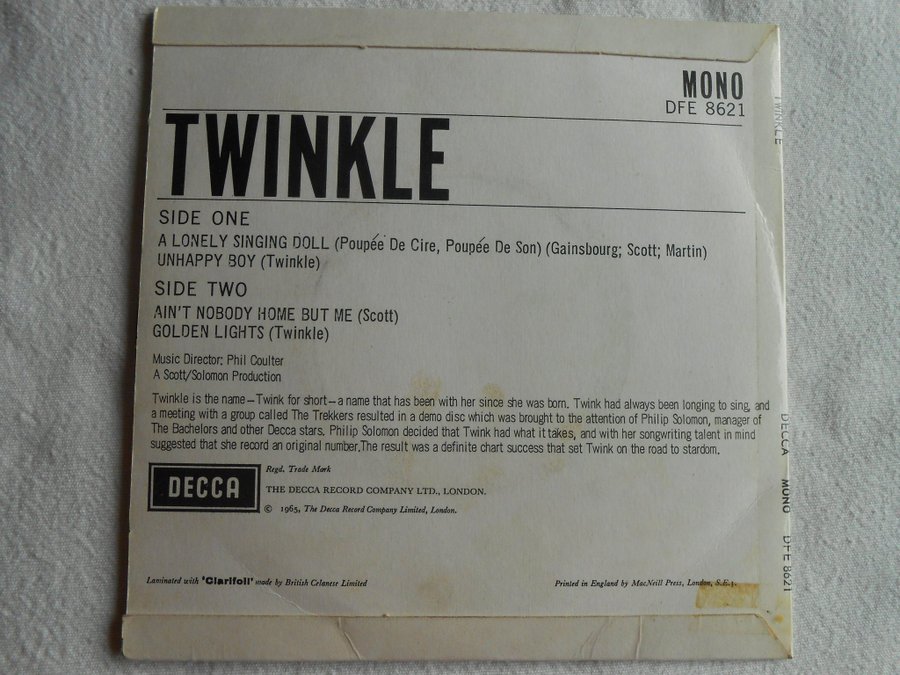 MONO
DFE 8621
TWINKLE
SIDE ONE
A LONELY SINGING DOLL (Poupée De Cire, Poupée De Son) (Gainsbourg; Scott; Martin)
UNHAPPY BOY (Twinkle)
SIDE TWO
AIN'T NOBODY HOME BUT ME (Scott)
GOLDEN LIGHTS (Twinkle)
Music Director: Phil Coulter
A Scott/Solomon Production
Twinkle is the name—Twink for short—a name that has been with her since she was born. Twink had always been longing to sing, and
a meeting with a group called The Trekkers resulted in a demo disc which was brought to the attention of Philip Solomon, manager of
The Bachelors and other Decca stars. Philip Solomon decided that Twink had what it takes, and with her songwriting talent in mind
suggested that she record an original number. The result was a definite chart success that set Twink on the road to stardom.
DECCA
Regd. Trade Mark
THE DECCA RECORD COMPANY LTD., LONDON.
© 1965, The Decca Record Company Limited, London.
Laminated with 'Clarifoil' made by British Celanese Limited
Printed in England by MacNeill Press, London, S.E.1.
TWINKLE
DECCA MONO DFE 8621